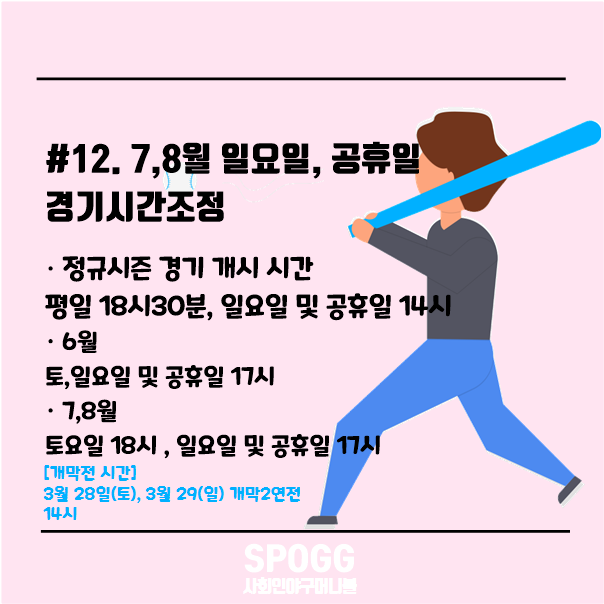 #12. 7,8월 일요일, 공휴일
경기시간조정
· 정규시즌 경기 개시 시간
평일 18시30분, 일요일 및 공휴일 14시
· 6월
토,일요일 및 공휴일 17시
· 7,8월
토요일 18시 , 일요일 및 공휴일 17시
[개막전 시간]
3월 28일(토), 3월 29(일) 개막2연전
14시
SPOGG
사회인야구머니볼